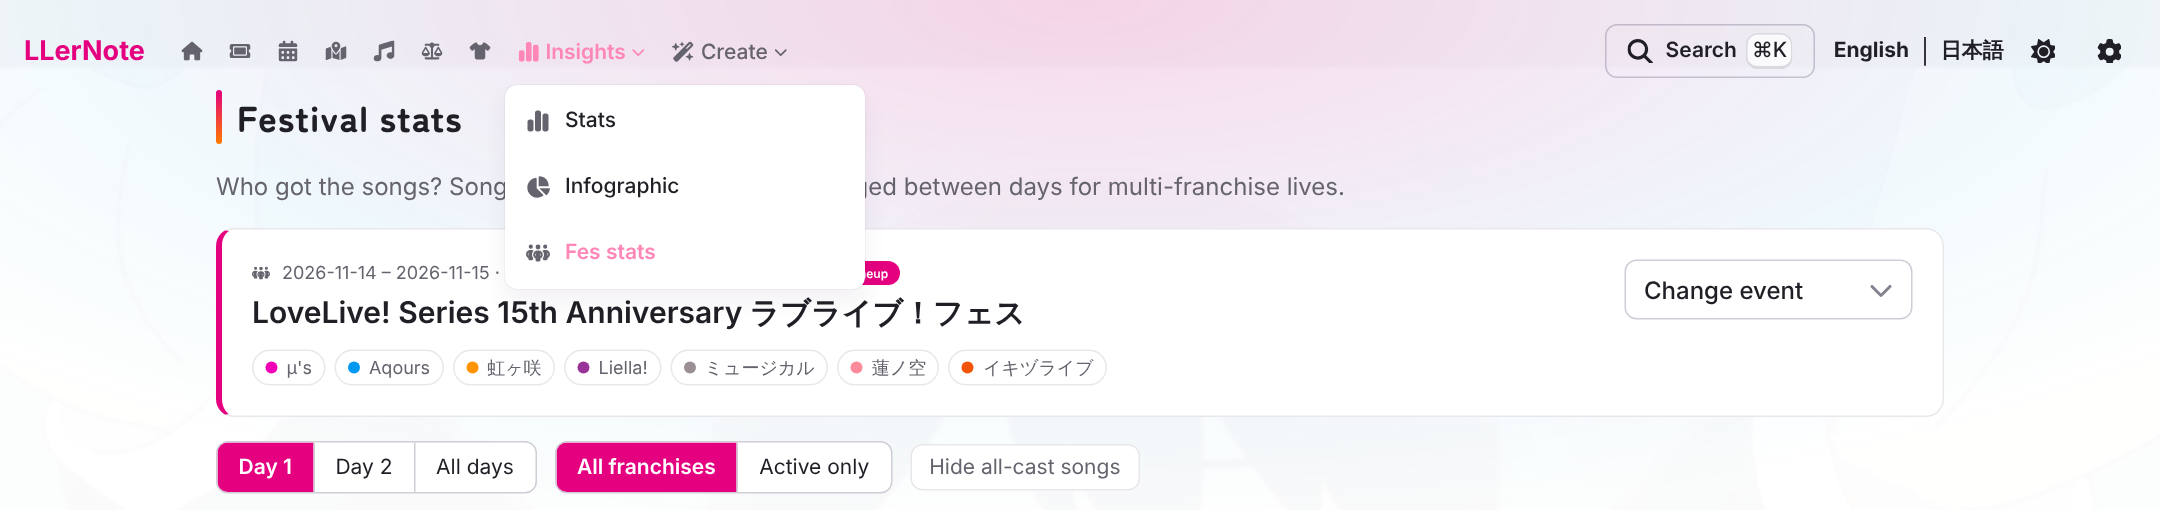 LLerNote Insights Create Search ⌘K English 日本語
Stats
Infographic
Fes stats
Festival stats
Who got the songs? Song ged between days for multi-franchise lives.
2026-11-14 – 2026-11-15 ·
LoveLive! Series 15th Anniversary ラブライブ！フェス
Change event
μ's Aqours 虹ヶ咲 Liella! ミュージカル 蓮ノ空 イキヅライブ
Day 1 Day 2 All days All franchises Active only Hide all-cast songs